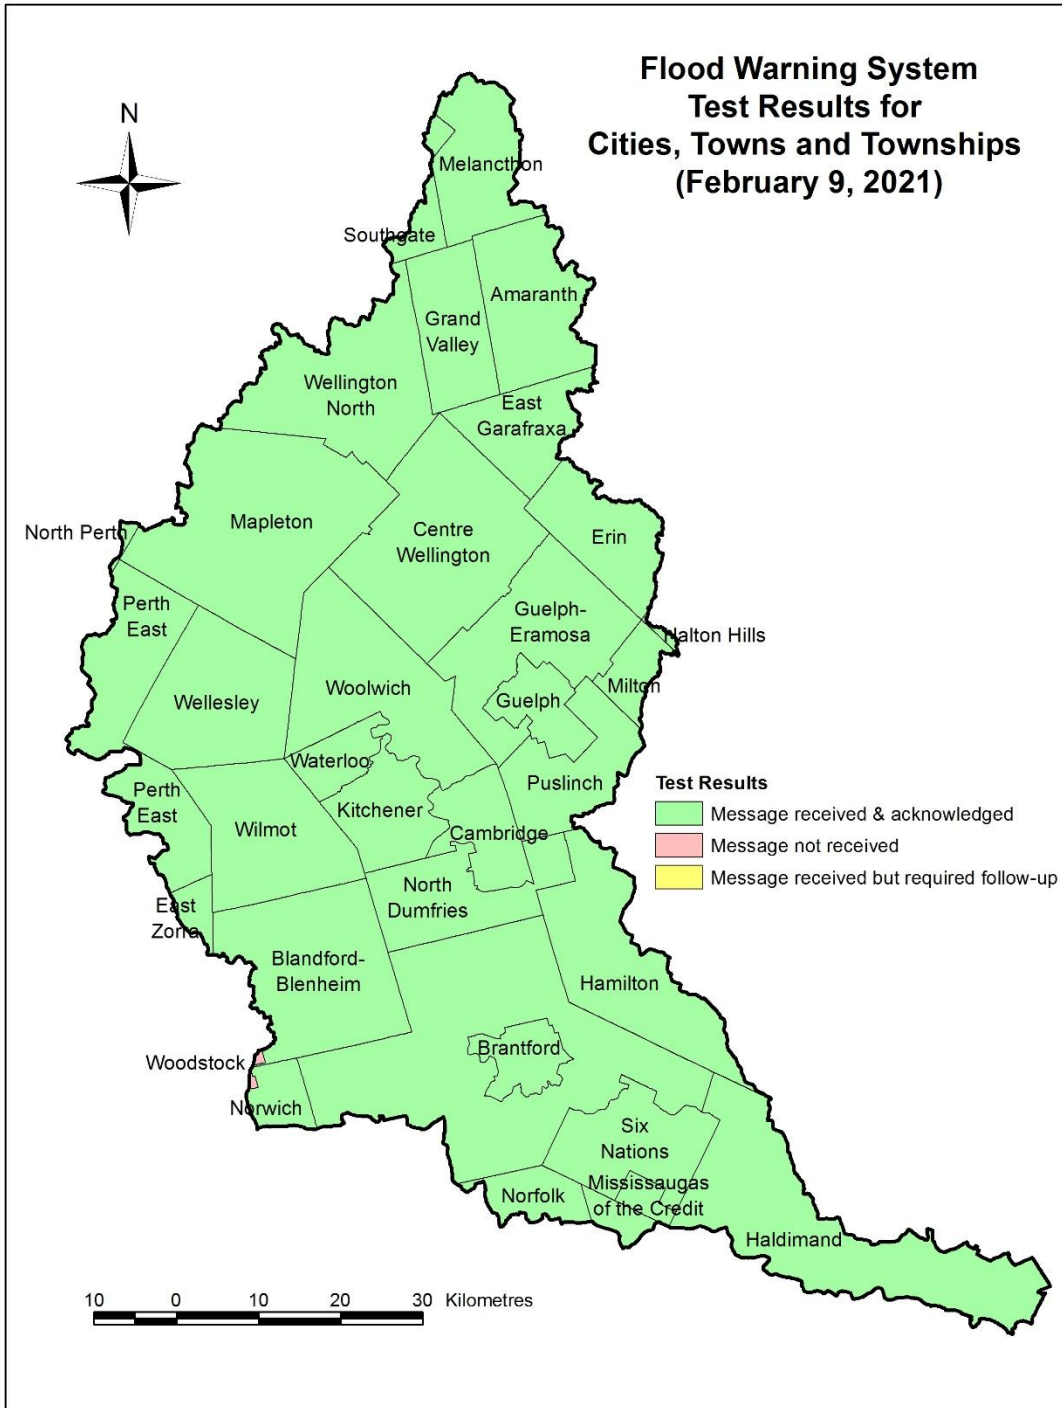 Flood Warning System
Test Results for
Cities, Towns and Townships
(February 9, 2021)
N
Melancthon
Southgate
Amaranth
Grand
Valley
Wellington
North
East
Garafraxa
Mapleton
North Perth
Centre
Wellington
Erin
Perth
East
Guelph-
Eramosa
Halton Hills
Woolwich
Milton
Wellesley
Guelph
Waterloo
Puslinch
Perth
East
Kitchener
Wilmot
Cambridge
Test Results
Message received & acknowledged
Message not received
Message received but required follow-up
North
Dumfries
East
Zorra
Blandford-
Blenheim
Hamilton
Brantford
Woodstock
Norwich
Six
Nations
Mississaugas
of the Credit
Norfolk
Haldimand
10 0 10 20 30 Kilometres